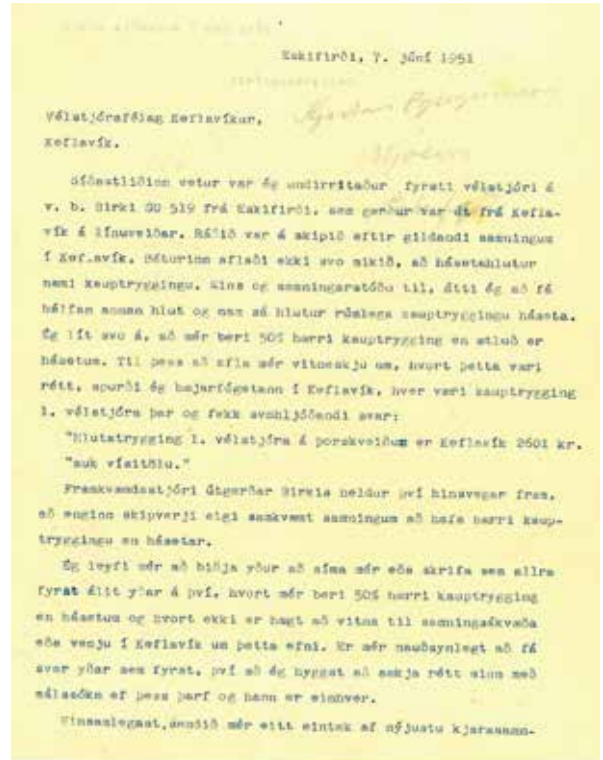 Eskifirði, 7. júní 1951
Vélstjórafélag Keflavíkur,
Keflavík.
Síðastliðinn vetur var ég undirritaður fyrsti vélstjóri á
v. b. Birki SU 519 frá Eskifirði, sem gerður var út frá Kefla-
vík á línuveiðar. Ráðið var á skipið eftir gildandi samningum
í Keflavík. Báturinn aflaði ekki svo mikið, að hásetahlutur
næmi kauptryggingu. Eins og samningar stóðu til, átti ég að fá
hálfan annan hlut og nam sá hlutur rúmlega kauptryggingu háseta.
Ég lít svo á, að mér beri 50% hærri kauptrygging en ætluð er
hásetum. Til þess að afla mér vitneskju um, hvort þetta væri
rétt, spurði ég bæjarfógetann í Keflavík, hver væri kauptrygging
1. vélstjóra þar og fekk svohljóðandi svar:
"Hlutatrygging 1. vélstjóra á þorskveiðum er Keflavík 2601 kr.
"auk vísitölu."
Framkvæmdastjóri útgerðar Birkis heldur því hinsvegar fram,
að enginn skipverji eigi samkvæmt samningum að hafa hærri kaup-
tryggingu en hásetar.
Ég leyfi mér að biðja yður að síma mér eða skrifa sem allra
fyrst álit yðar á því, hvort mér beri 50% hærri kauptrygging
en hásetum og hvort ekki er hægt að vitna til samningsákvæða
eða venju í Keflavík um þetta efni. Er mér nauðsynlegt að fá
svar yðar sem fyrst, því að ég hyggst að sækja rétt minn með
málssókn ef þess þarf og hann er einhver.
Vinsamlegast, sendið mér eitt eintak af nýjustu kjarasamn-